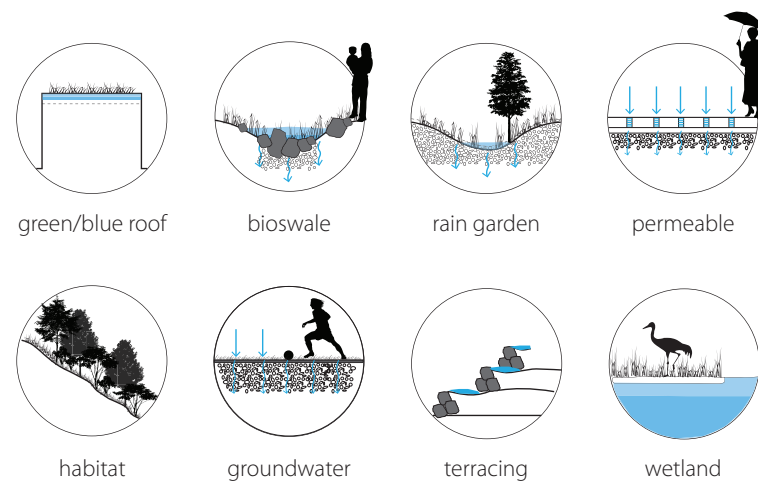 green/blue roof
bioswale
rain garden
permeable
habitat
groundwater
terracing
wetland